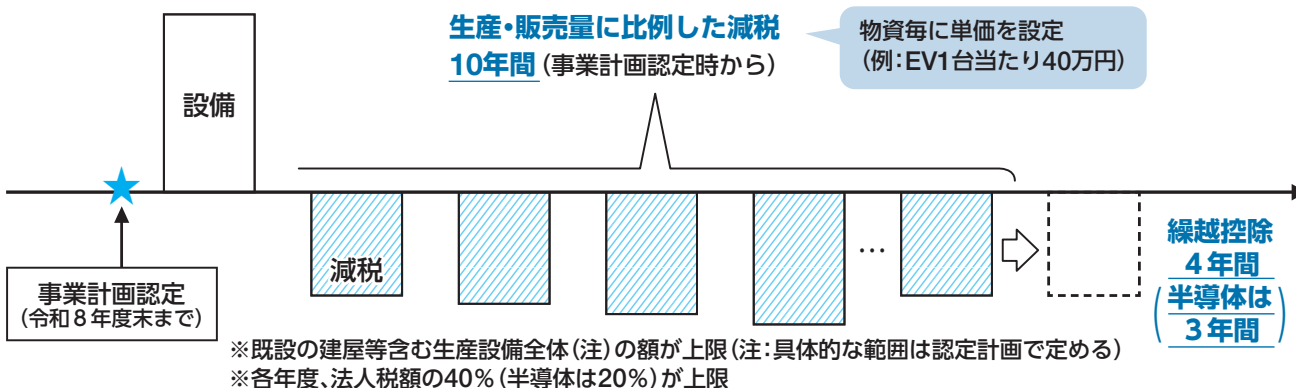 生産・販売量に比例した減税
10年間(事業計画認定時から)
物資毎に単価を設定
(例:EV1台当たり40万円)
設備
減税
…
事業計画認定
(令和8年度末まで)
繰越控除
4年間
(半導体は
3年間)
※既設の建屋等含む生産設備全体(注)の額が上限(注:具体的な範囲は認定計画で定める)
※各年度、法人税額の40%(半導体は20%)が上限